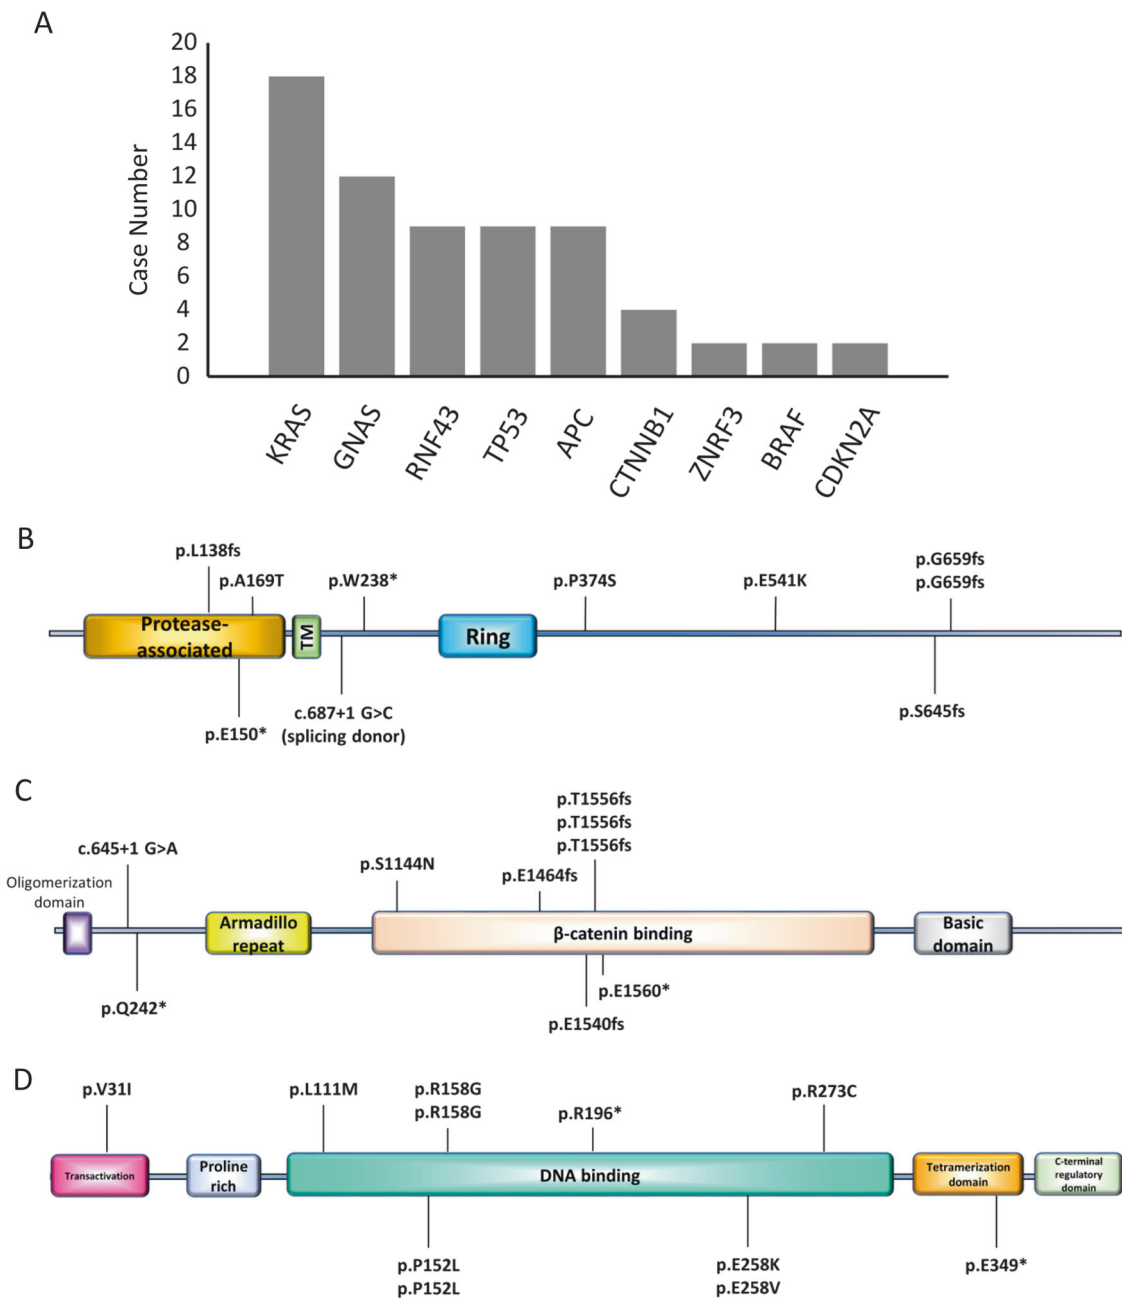 A
20
18
16
14
12
10
8
6
4
2
0
Case Number
KRAS
GNAS
RNF43
TP53
APC
CTNNB1
ZNRF3
BRAF
CDKN2A
B
p.L138fs
p.A169T
p.W238*
p.P374S
p.E541K
p.G659fs
p.G659fs
Protease-
associated
TM
Ring
p.E150*
c.687+1 G>C
(splicing donor)
p.S645fs
C
p.T1556fs
p.T1556fs
p.T1556fs
c.645+1 G>A
p.S1144N
p.E1464fs
Oligomerization
domain
Armadillo
repeat
β-catenin binding
Basic
domain
p.Q242*
p.E1560*
p.E1540fs
D
p.V31I
p.L111M
p.R158G
p.R158G
p.R196*
p.R273C
Transactivation
Proline
rich
DNA binding
Tetramerization
domain
C-terminal
regulatory
domain
p.P152L
p.P152L
p.E258K
p.E258V
p.E349*